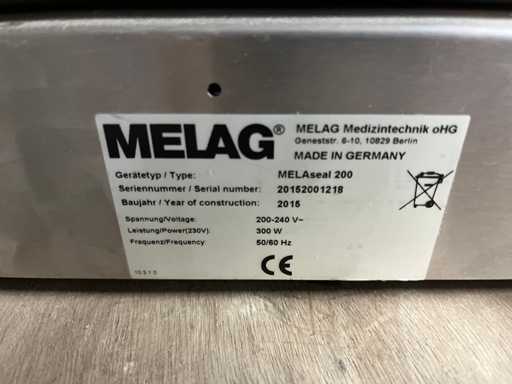 MELAG® MELAG Medizintechnik oHG
Geneststr. 6-10, 10829 Berlin
MADE IN GERMANY
Gerätetyp / Type: MELAseal 200
Seriennummer / Serial number: 20152001218
Baujahr / Year of construction: 2015
Spannung/Voltage: 200-240 V~
Leistung/Power(230V): 300 W
Frequenz/Frequency: 50/60 Hz
CE